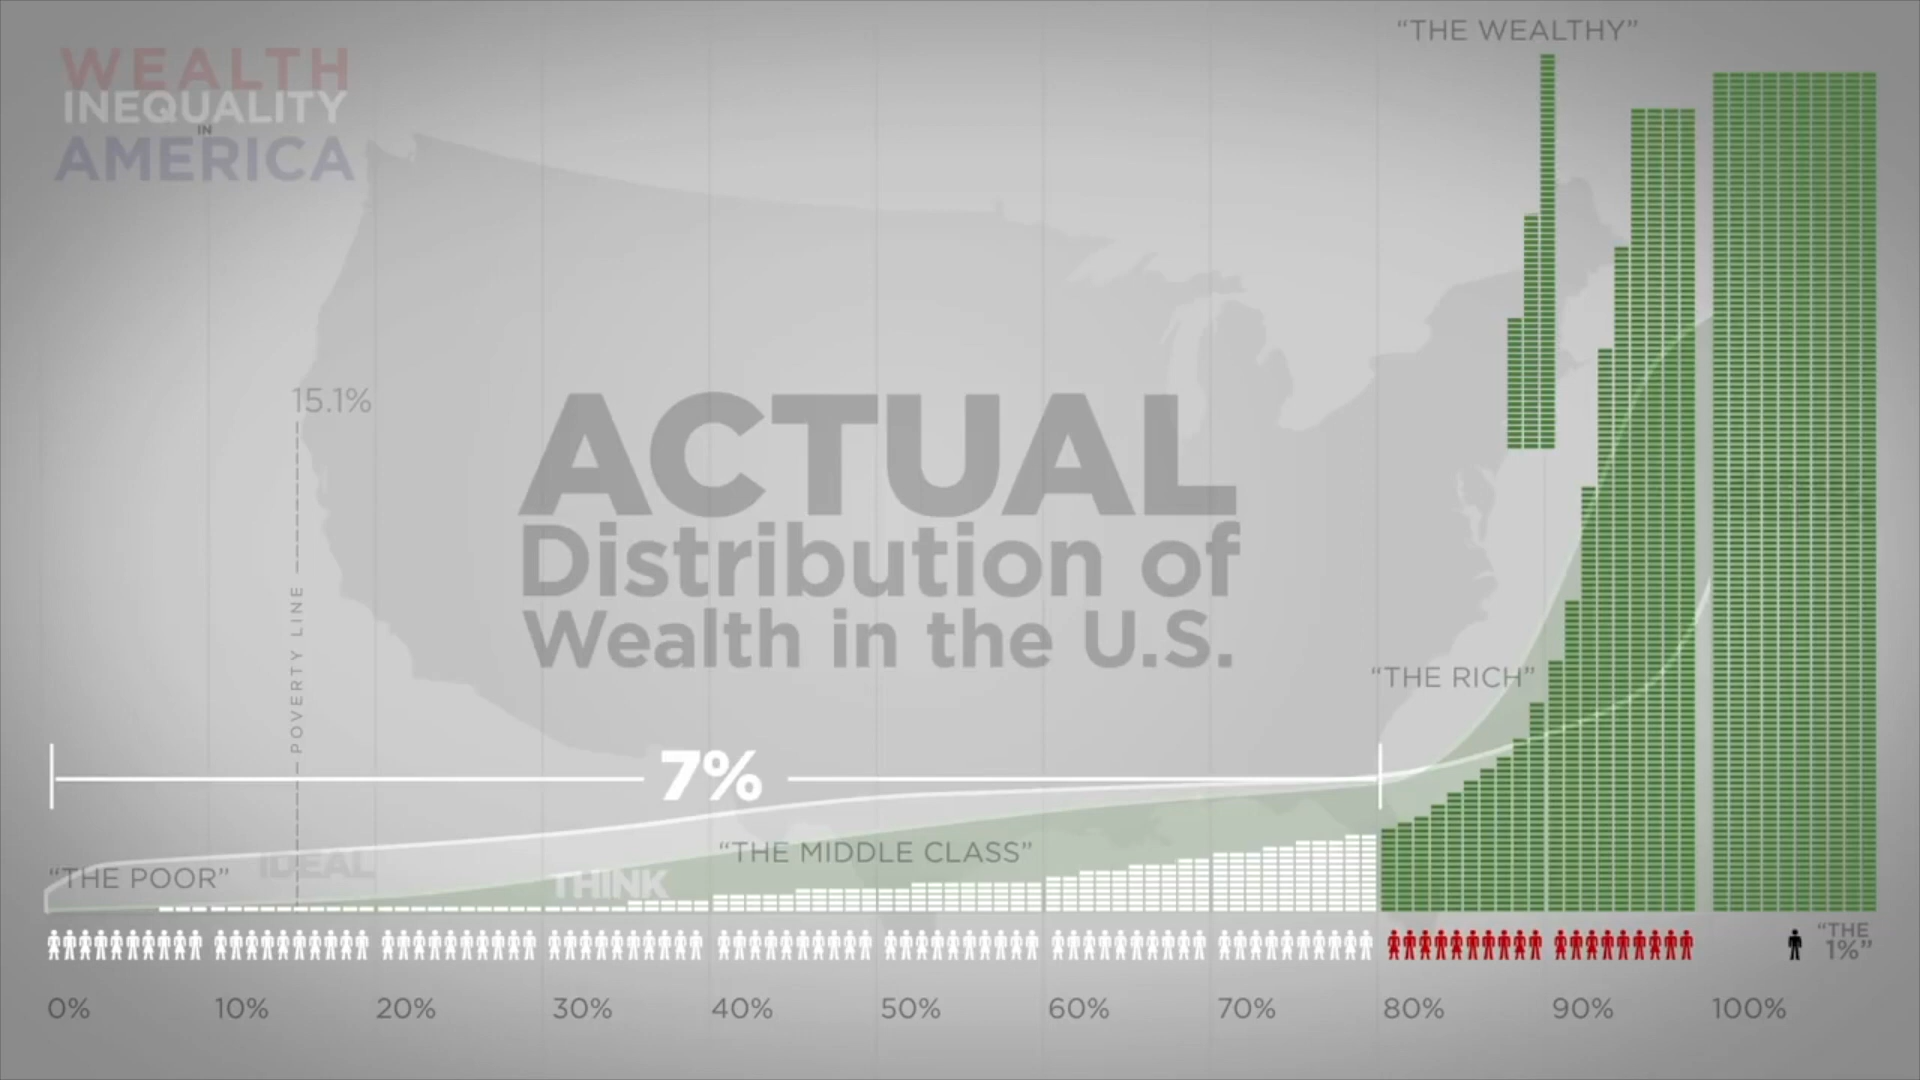 WEALTH
INEQUALITY
IN
AMERICA
“THE WEALTHY”
15.1%
POVERTY LINE
ACTUAL
Distribution of
Wealth in the U.S.
“THE RICH”
7%
“THE POOR”
IDEAL
THINK
“THE MIDDLE CLASS”
“THE
1%”
0% 10% 20% 30% 40% 50% 60% 70% 80% 90% 100%